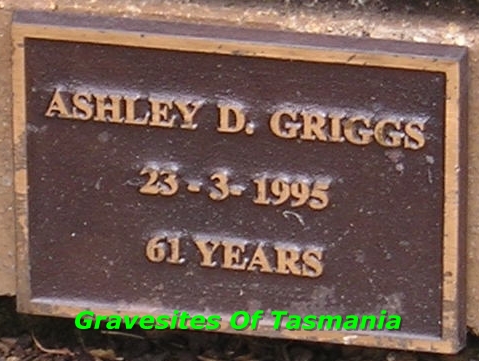 ASHLEY D. GRIGGS
23-3-1995
61 YEARS
Gravesites Of Tasmania